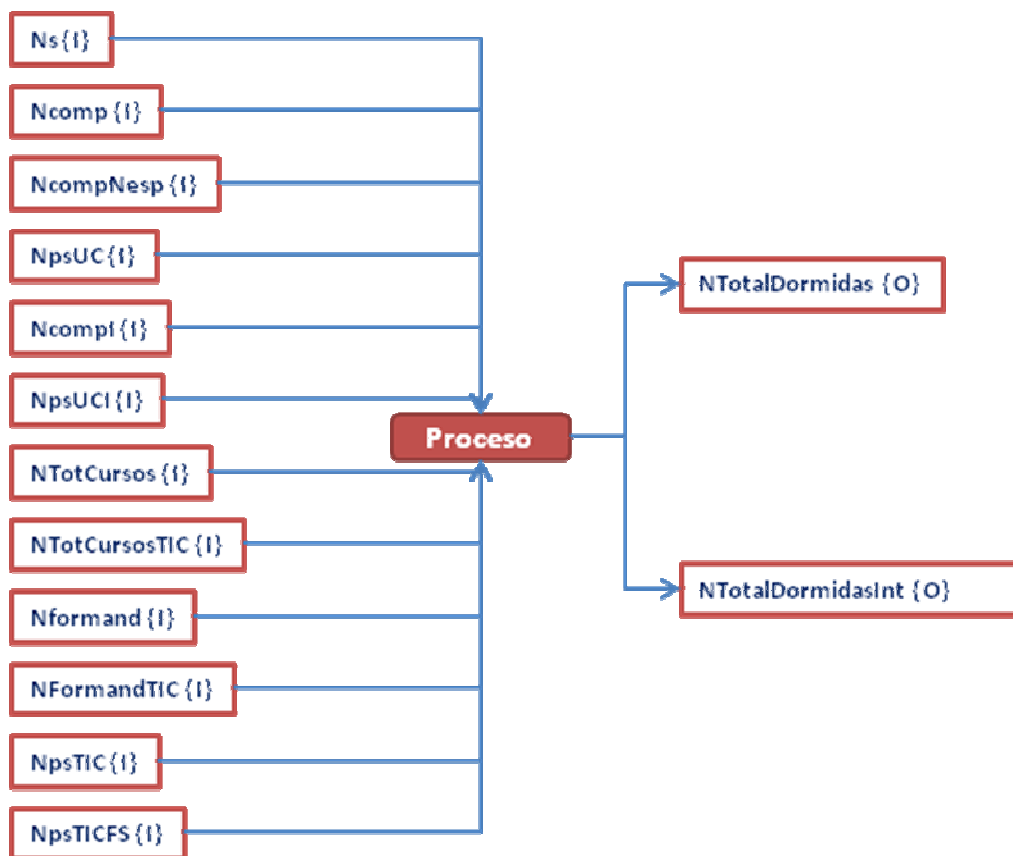 Ns {I}
Ncomp {I}
NcompNesp {I}
NpsUC {I}
NcompI {I}
NpsUCI {I}
NTotCursos {I}
NTotCursosTIC {I}
Nformand {I}
NFormandTIC {I}
NpsTIC {I}
NpsTICFS {I}
Proceso
NTotalDormidas {O}
NTotalDormidasInt {O}